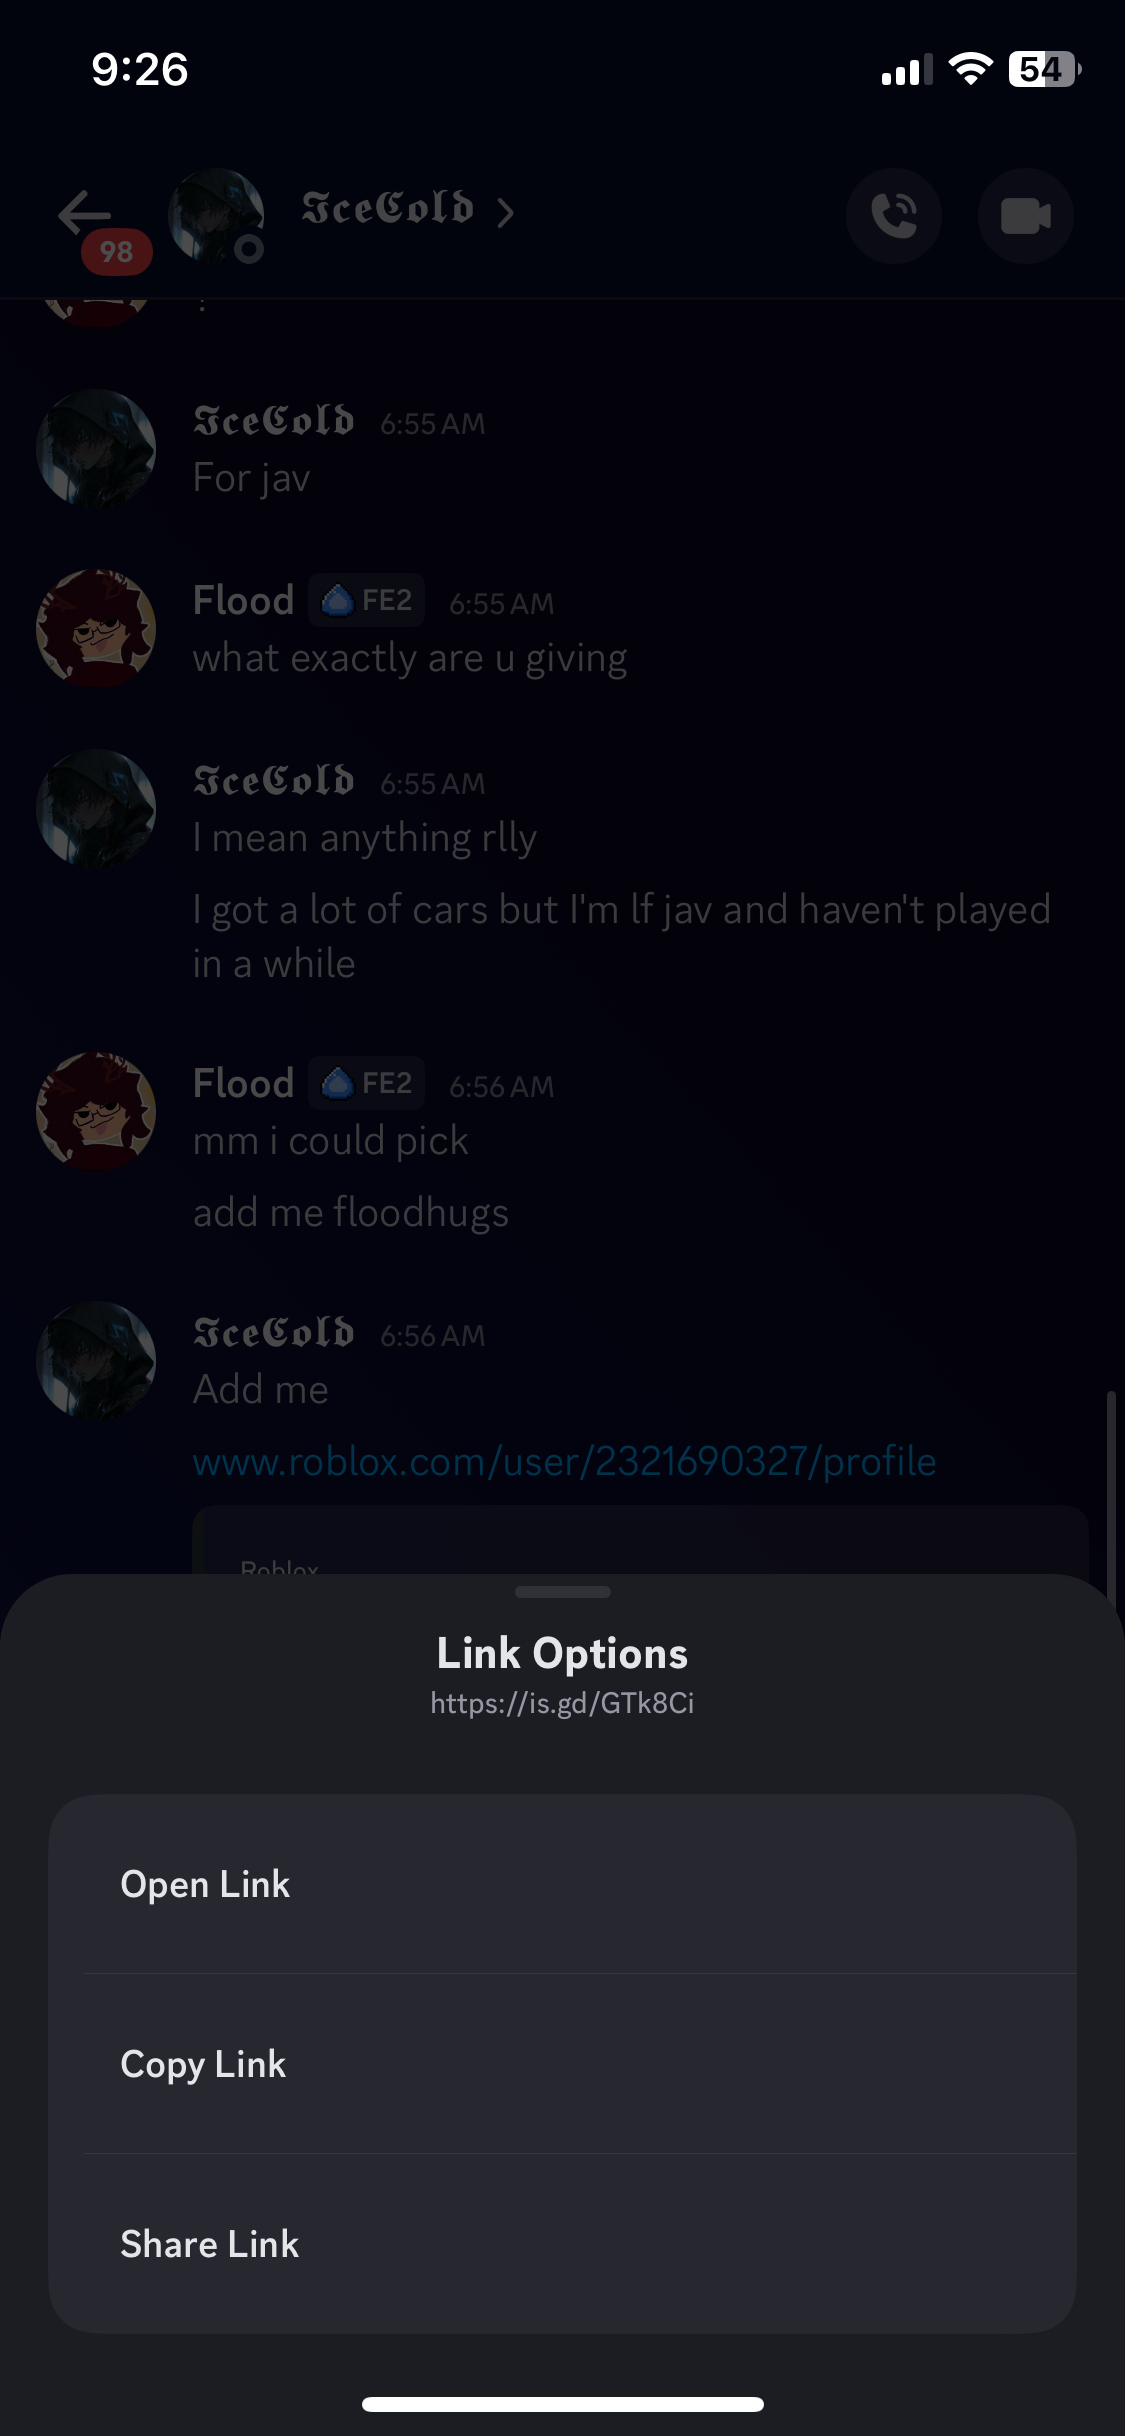 9:26
54
98
𝕴𝖈𝖊𝕮𝖔𝖑𝖉
𝕴𝖈𝖊𝕮𝖔𝖑𝖉 6:55 AM
For jav
Flood FE2 6:55 AM
what exactly are u giving
𝕴𝖈𝖊𝕮𝖔𝖑𝖉 6:55 AM
I mean anything rlly
I got a lot of cars but I'm lf jav and haven't played
in a while
Flood FE2 6:56 AM
mm i could pick
add me floodhugs
𝕴𝖈𝖊𝕮𝖔𝖑𝖉 6:56 AM
Add me
www.roblox.com/user/2321690327/profile
Roblox
Link Options
https://is.gd/GTk8Ci
Open Link
Copy Link
Share Link